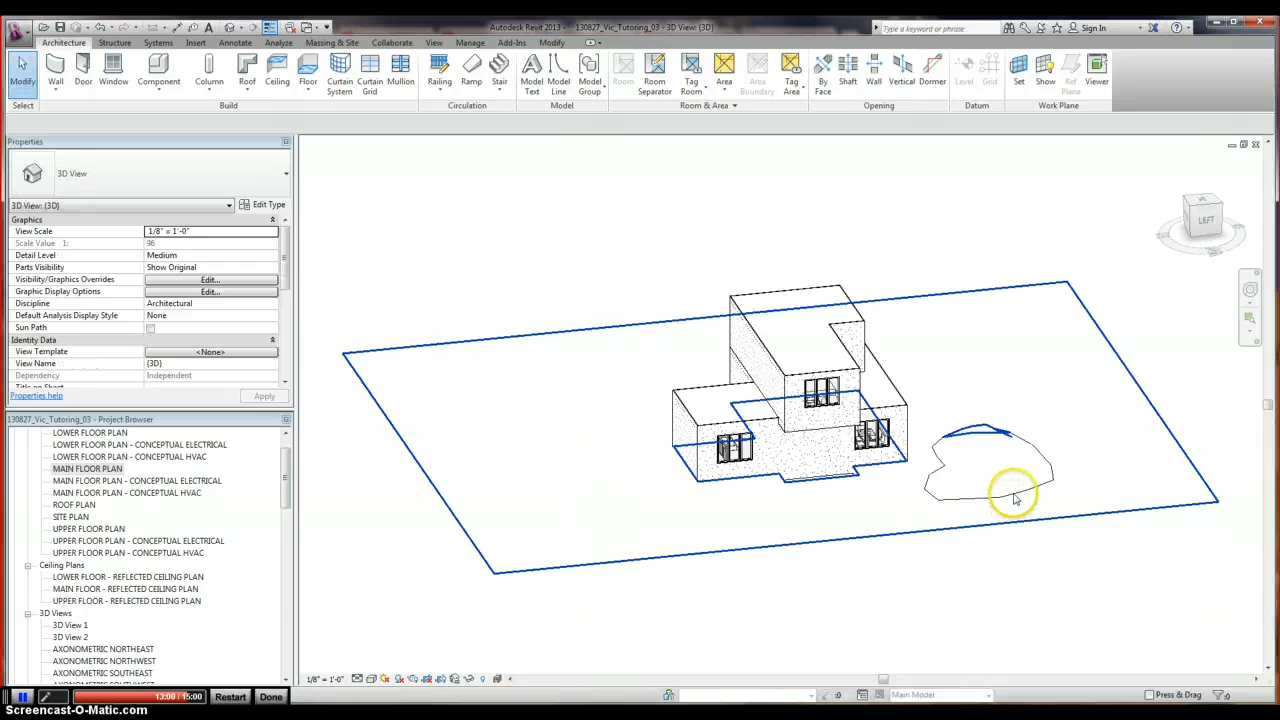 Autodesk Revit 2013 - 130827_Vic_Tutoring_03 - 3D View: {3D}
Type a keyword or phrase
Sign In
Architecture Structure Systems Insert Annotate Analyze Massing & Site Collaborate View Manage Add-Ins Modify
Modify Wall Door Window Component Column Roof Ceiling Floor Curtain System Curtain Grid Mullion Railing Ramp Stair Model Text Model Line Model Group Room Room Separator Tag Room Area Area Boundary Tag Area By Face Shaft Wall Vertical Dormer Level Grid Set Show Ref Plane Viewer
Select Build Circulation Model Room & Area Opening Datum Work Plane
Properties
3D View
3D View: {3D} Edit Type
Graphics
View Scale 1/8" = 1'-0"
Scale Value 1: 96
Detail Level Medium
Parts Visibility Show Original
Visibility/Graphics Overrides Edit...
Graphic Display Options Edit...
Discipline Architectural
Default Analysis Display Style None
Sun Path
Identity Data
View Template <None>
View Name {3D}
Dependency Independent
Title on Sheet
Properties help Apply
130827_Vic_Tutoring_03 - Project Browser
LOWER FLOOR PLAN
LOWER FLOOR PLAN - CONCEPTUAL ELECTRICAL
LOWER FLOOR PLAN - CONCEPTUAL HVAC
MAIN FLOOR PLAN
MAIN FLOOR PLAN - CONCEPTUAL ELECTRICAL
MAIN FLOOR PLAN - CONCEPTUAL HVAC
ROOF PLAN
SITE PLAN
UPPER FLOOR PLAN
UPPER FLOOR PLAN - CONCEPTUAL ELECTRICAL
UPPER FLOOR PLAN - CONCEPTUAL HVAC
Ceiling Plans
LOWER FLOOR - REFLECTED CEILING PLAN
MAIN FLOOR - REFLECTED CEILING PLAN
UPPER FLOOR - REFLECTED CEILING PLAN
3D Views
3D View 1
3D View 2
AXONOMETRIC NORTHEAST
AXONOMETRIC NORTHWEST
AXONOMETRIC SOUTHEAST
LEFT
1/8" = 1'-0"
:0 Main Model Press & Drag :0
13:00 / 15:00 Restart Done
Screencast-O-Matic.com